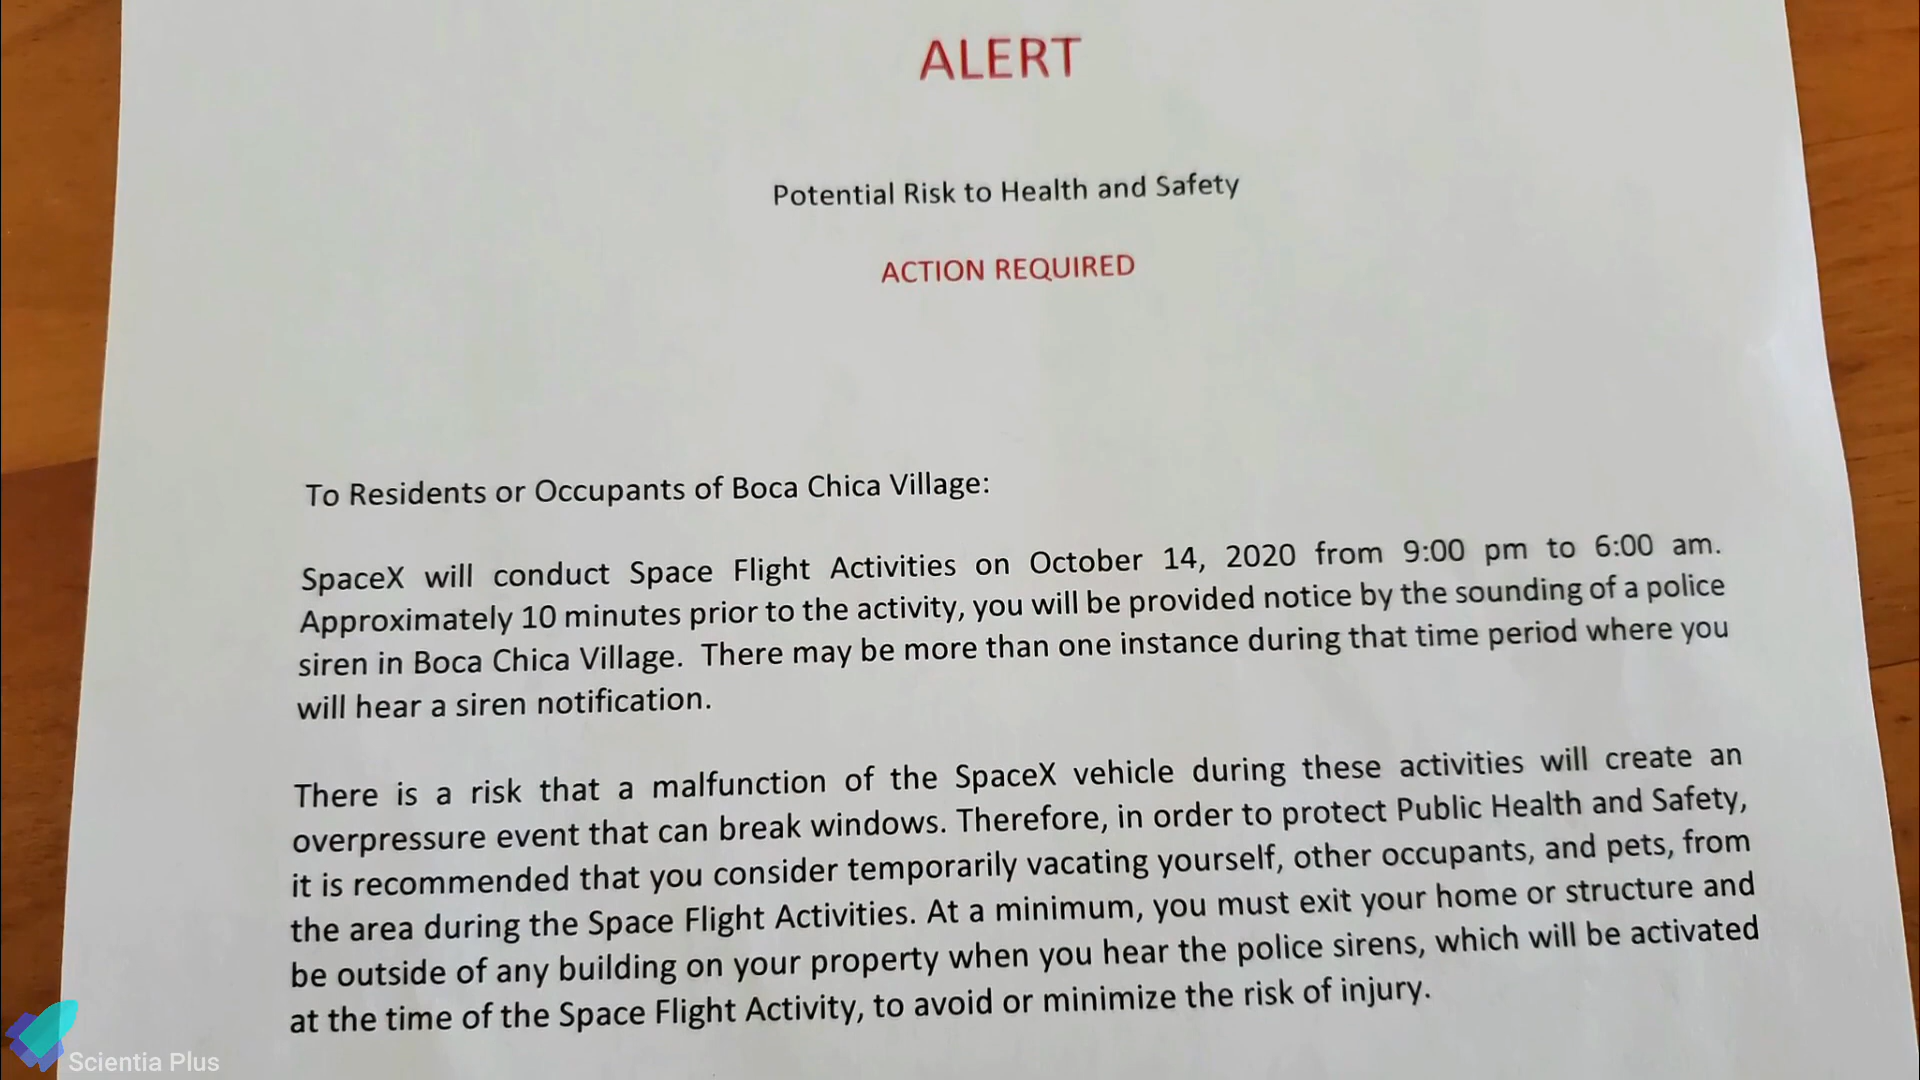 ALERT
Potential Risk to Health and Safety
ACTION REQUIRED
To Residents or Occupants of Boca Chica Village:
SpaceX will conduct Space Flight Activities on October 14, 2020 from 9:00 pm to 6:00 am.
Approximately 10 minutes prior to the activity, you will be provided notice by the sounding of a police
siren in Boca Chica Village. There may be more than one instance during that time period where you
will hear a siren notification.
There is a risk that a malfunction of the SpaceX vehicle during these activities will create an
overpressure event that can break windows. Therefore, in order to protect Public Health and Safety,
it is recommended that you consider temporarily vacating yourself, other occupants, and pets, from
the area during the Space Flight Activities. At a minimum, you must exit your home or structure and
be outside of any building on your property when you hear the police sirens, which will be activated
at the time of the Space Flight Activity, to avoid or minimize the risk of injury.
Scientia Plus